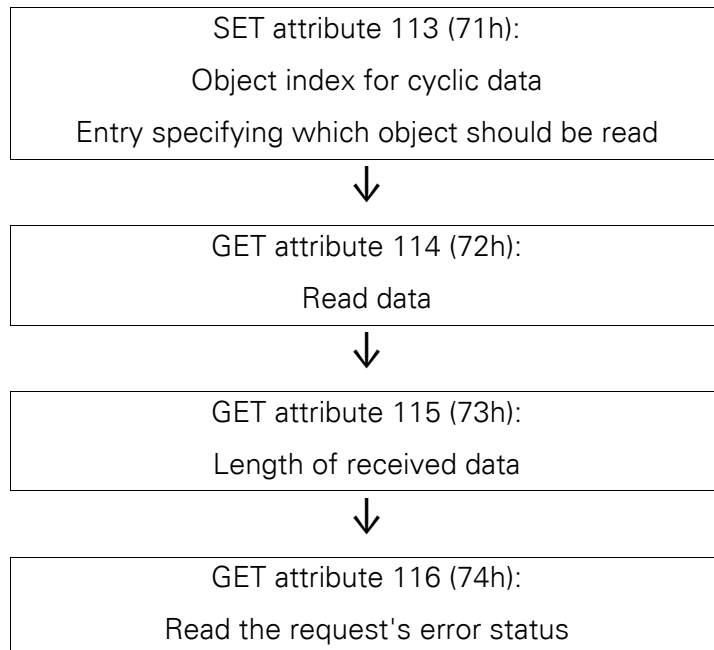 SET attribute 113 (71h):
Object index for cyclic data
Entry specifying which object should be read
GET attribute 114 (72h):
Read data
GET attribute 115 (73h):
Length of received data
GET attribute 116 (74h):
Read the request's error status